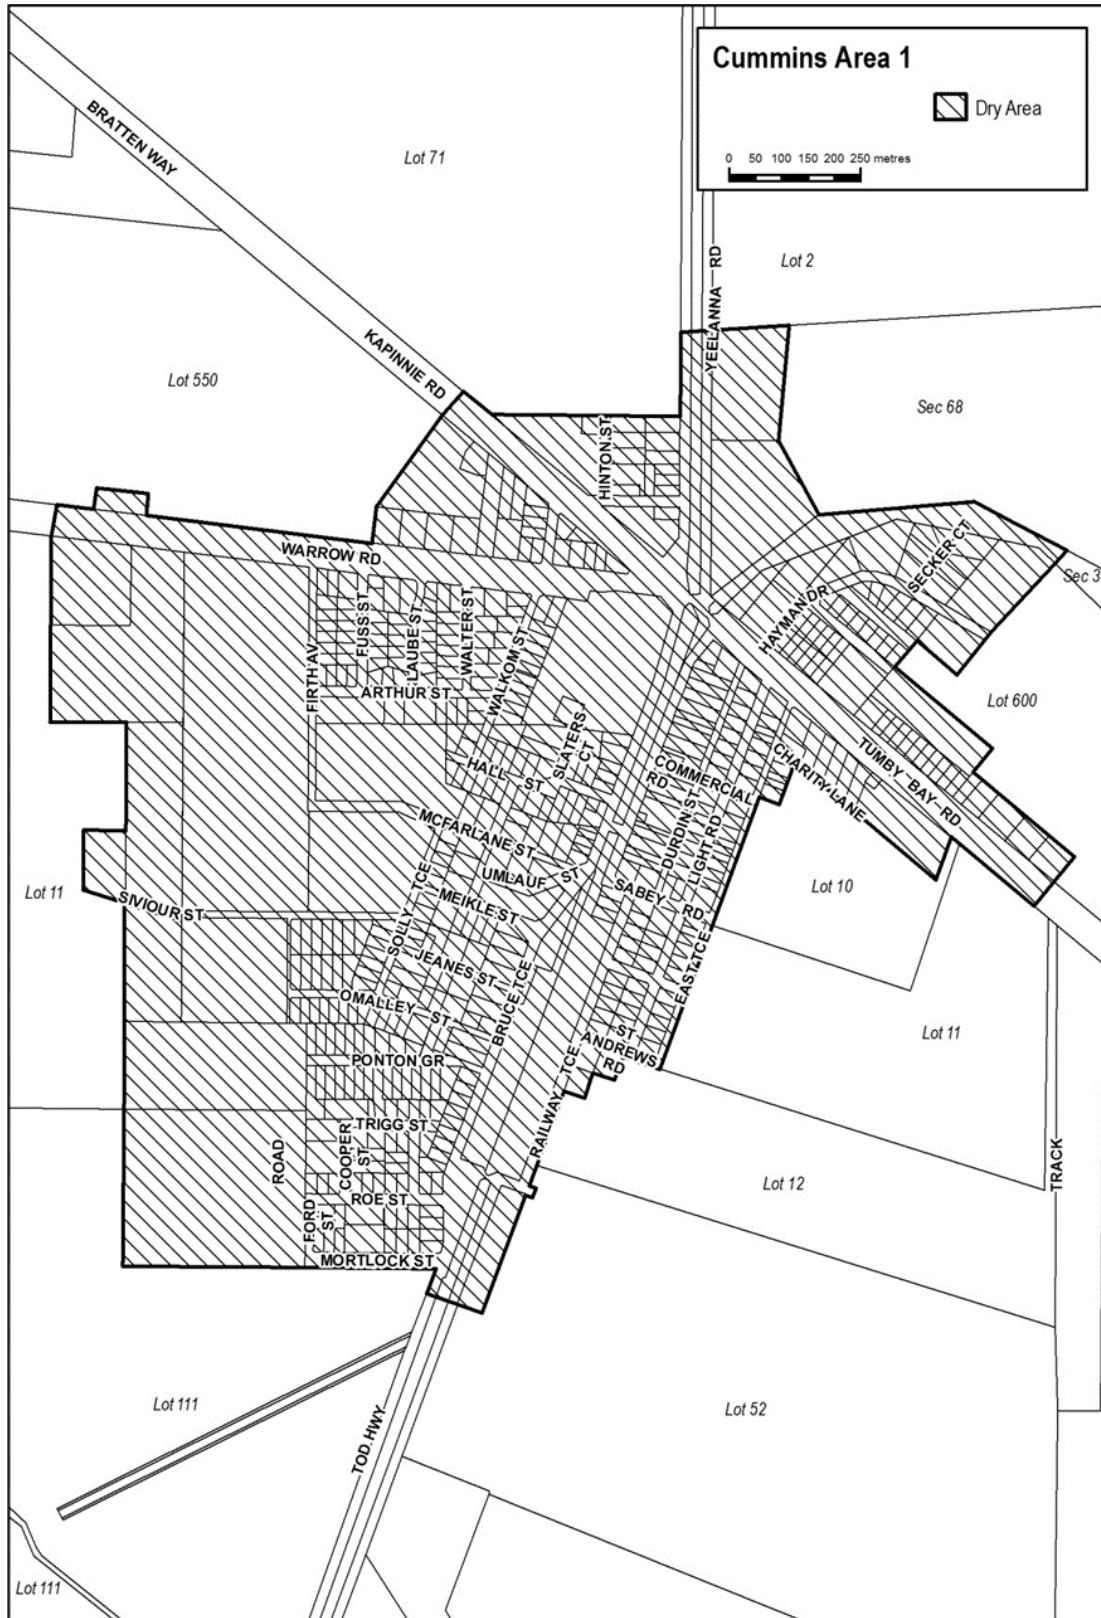 Cummins Area 1
Dry Area
0 50 100 150 200 250 metres
BRATTEN WAY
Lot 71
YEELANNA RD
Lot 2
KAPINNIE RD
Lot 550
Sec 68
HINTON ST
WARROW RD
SECKER CT
Sec 3
HAYMAN DR
FUSS ST
LAUBE ST
WALTER ST
WALKOM ST
FIRTH AV
ARTHUR ST
Lot 600
SLATERS
CT
HALL ST
COMMERCIAL
RD
CHARITY LANE
TUMBY BAY RD
MCFARLANE ST
DURDIN ST
LIGHT RD
UMLAUF ST
Lot 11
SIVIOUR ST
SOLLY TCE
MEIKLE ST
SABEY RD
Lot 10
JEANES ST
EAST TCE
OMALLEY ST
BRUCE TCE
Lot 11
ST
ANDREWS
RD
PONTON GR
RAILWAY TCE
TRIGG ST
COOPER
ST
ROAD
TRACK
Lot 12
ROE ST
FORD
ST
MORTLOCK ST
Lot 111
TOD HWY
Lot 52
Lot 111